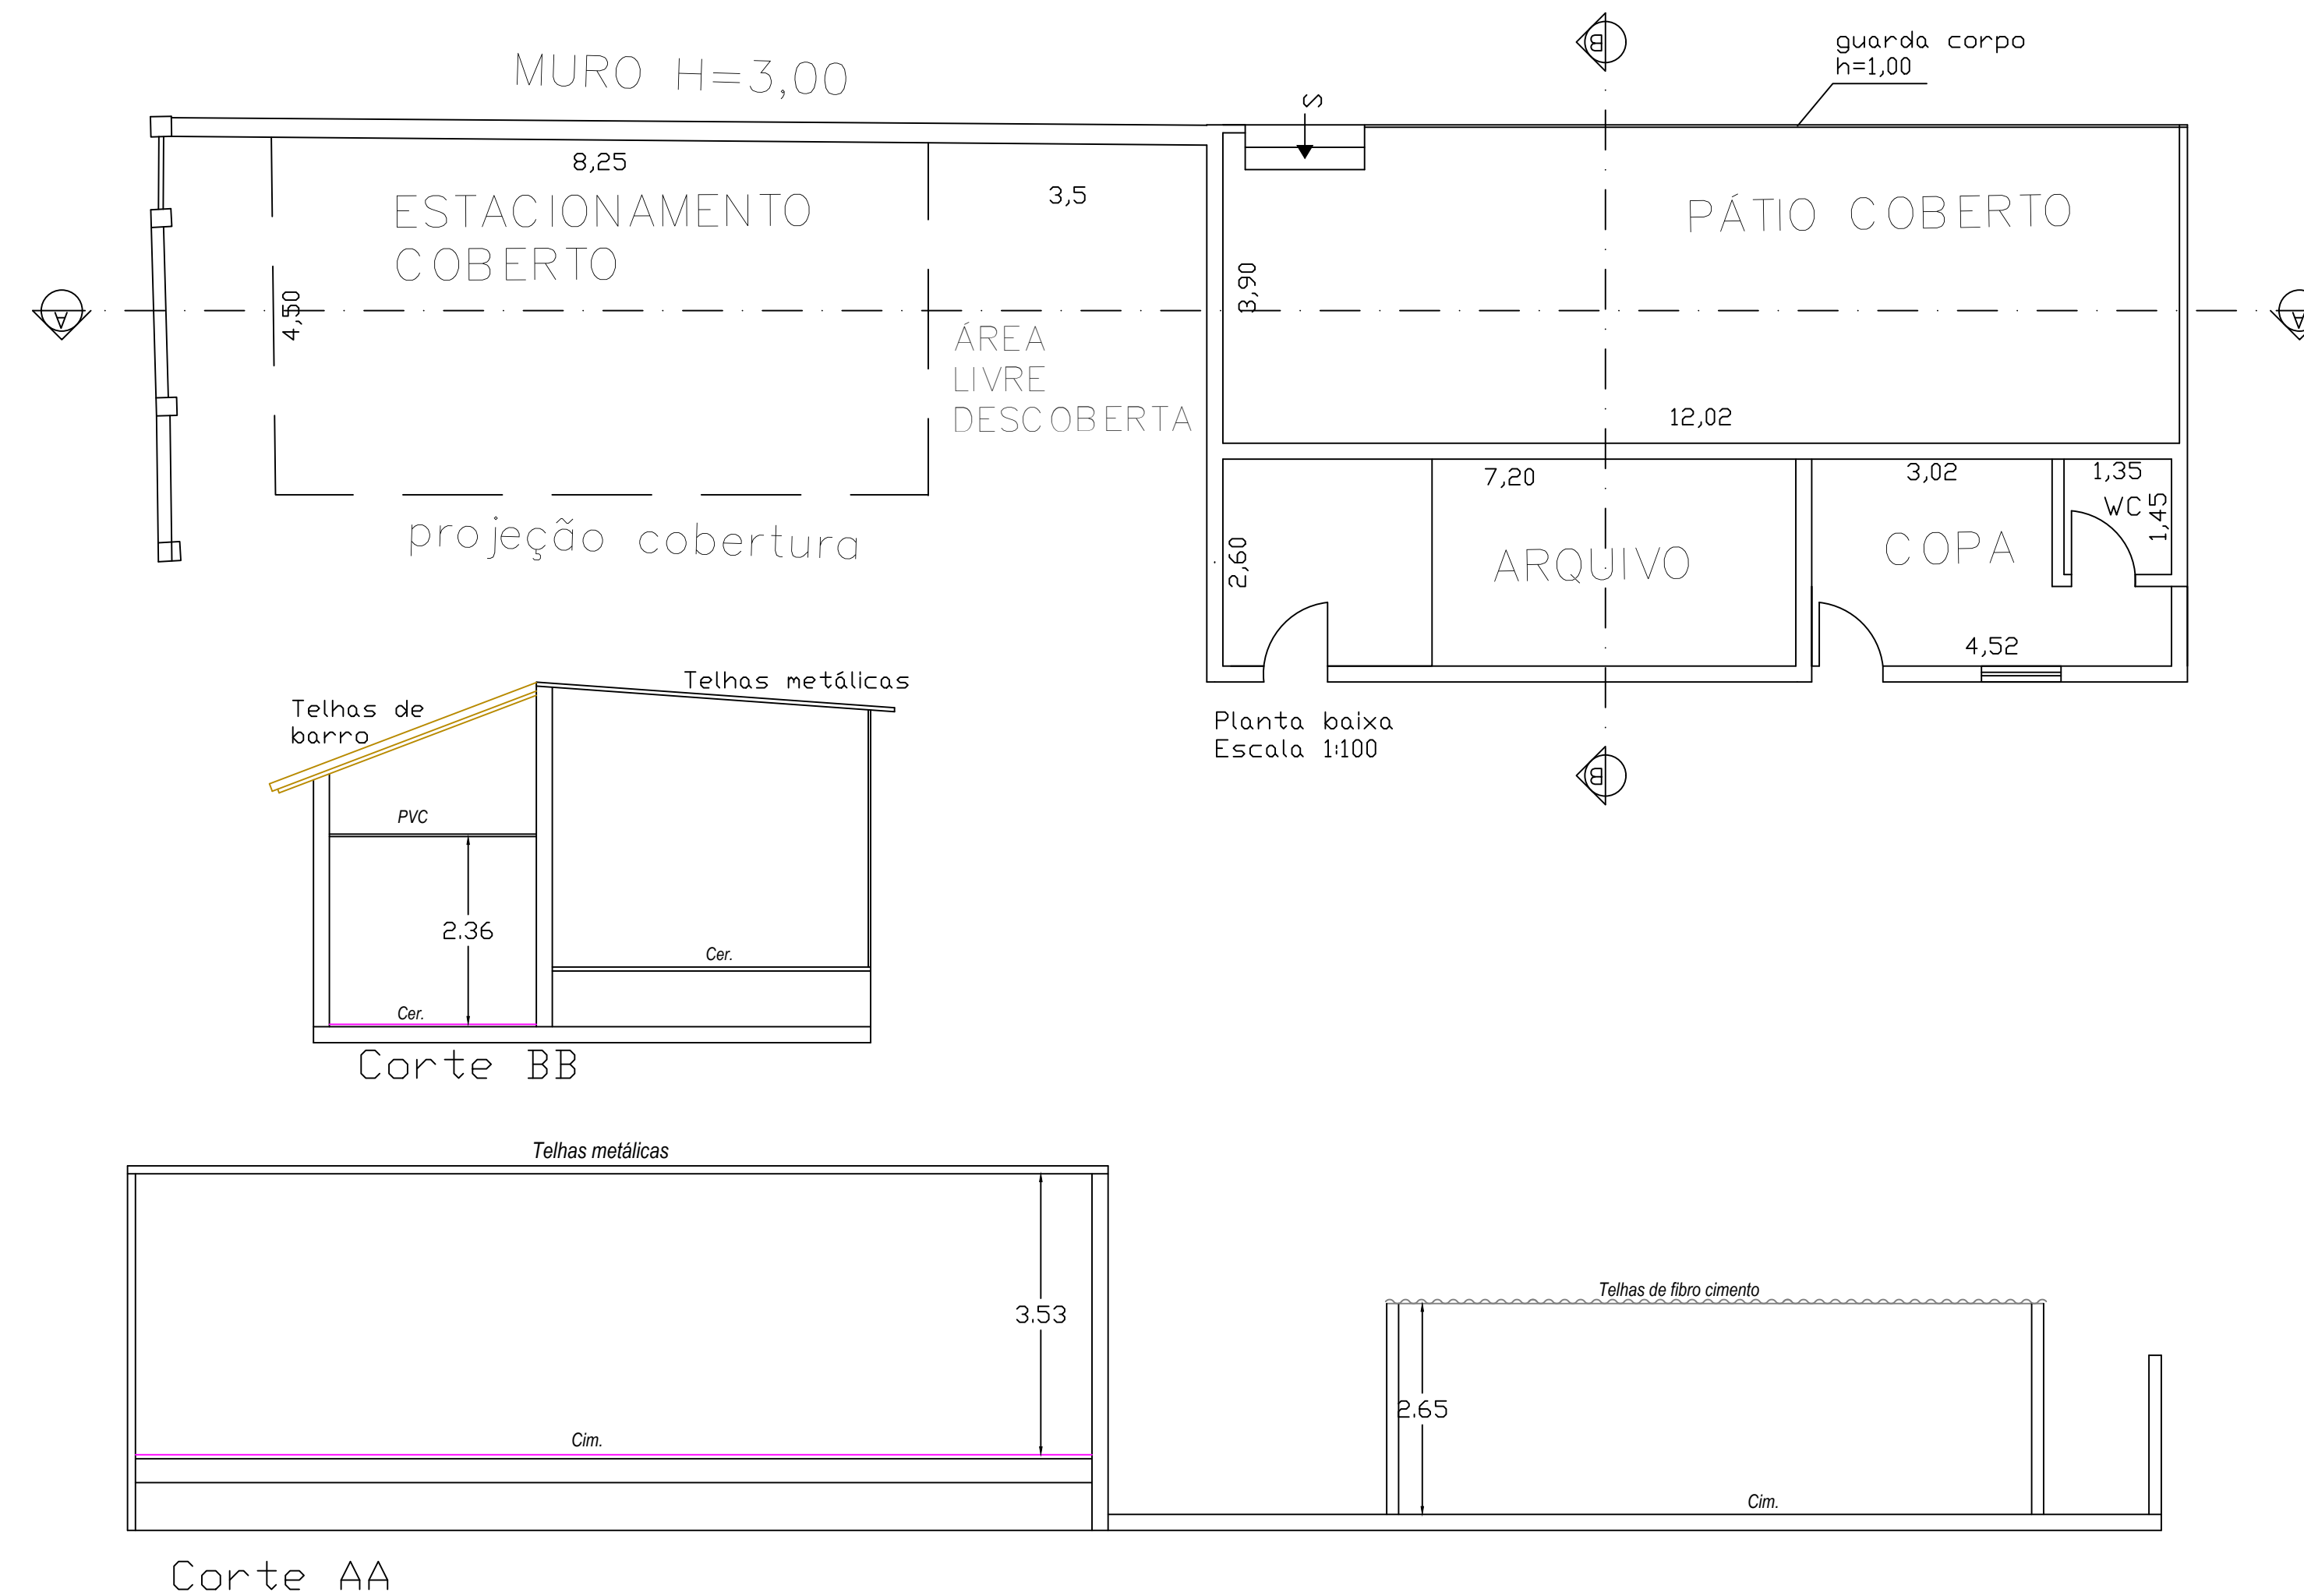 B
guarda corpo
h=1,00
MURO H=3,00
S
8,25
3,5
ESTACIONAMENTO
COBERTO
PÁTIO COBERTO
4,50
3,90
A
A
ÁREA
LIVRE
DESCOBERTA
12,02
projeção cobertura
7,20
3,02
1,35
WC
1,45
2,60
ARQUIVO
COPA
4,52
Planta baixa
Escala 1:100
B
Telhas metálicas
Telhas de
barro
PVC
2.36
Cer.
Cer.
Corte BB
Telhas metálicas
3.53
Cim.
Telhas de fibro cimento
2.65
Cim.
Corte AA